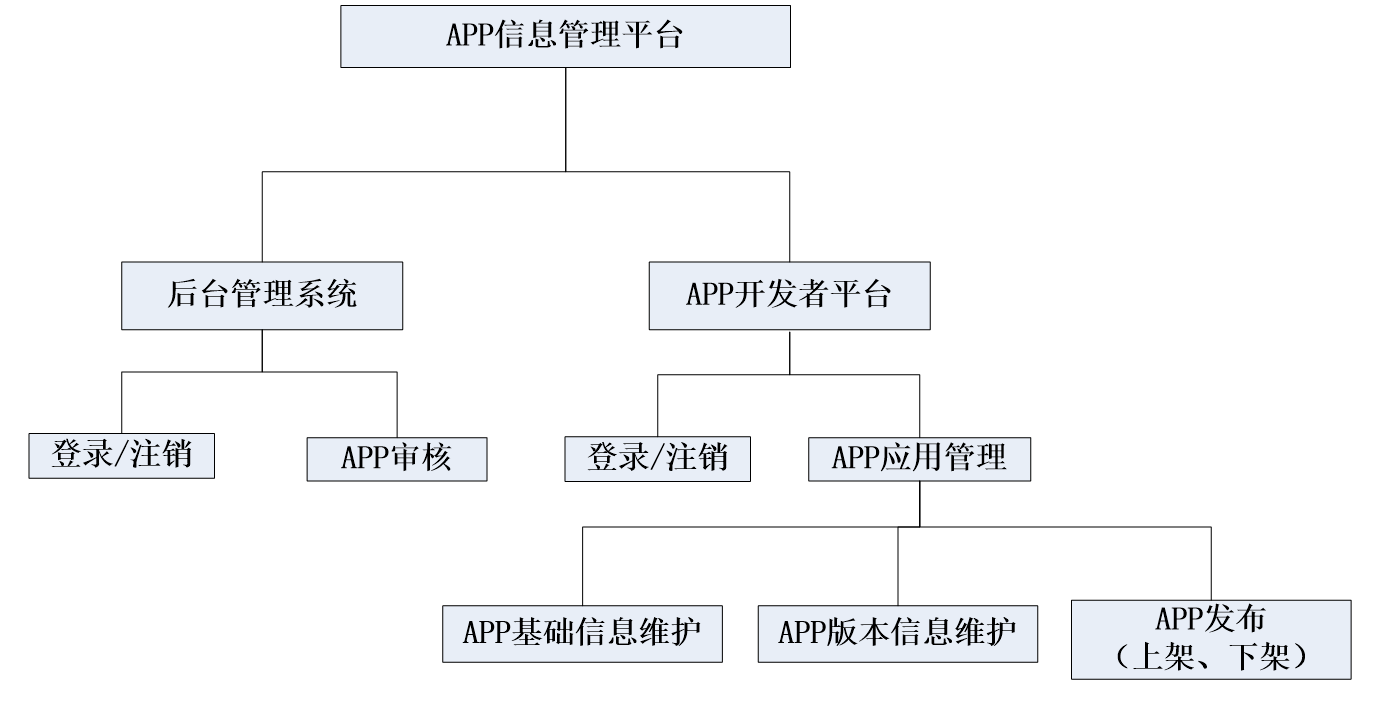 APP信息管理平台
后台管理系统
APP开发者平台
登录/注销
APP审核
登录/注销
APP应用管理
APP基础信息维护
APP版本信息维护
APP发布
（上架、下架）